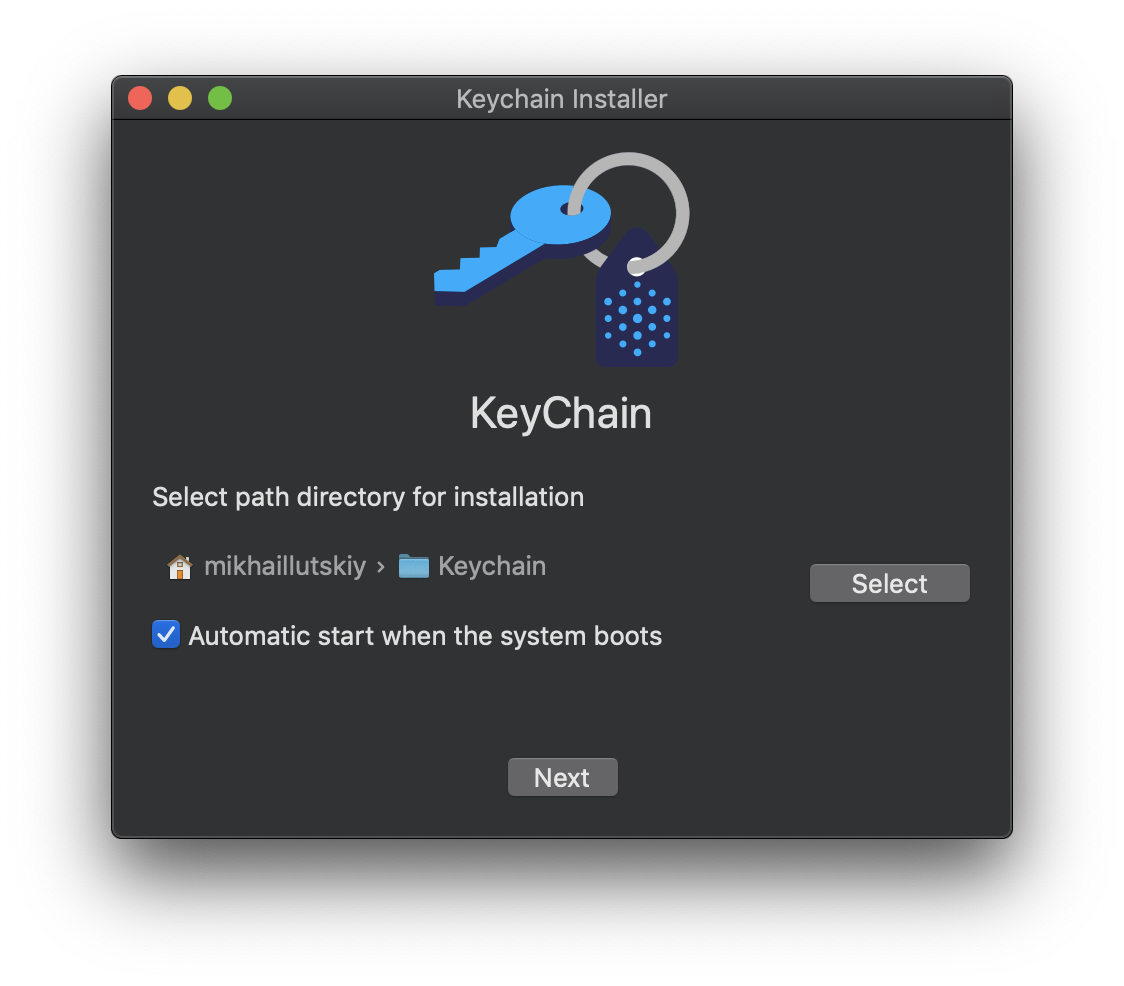 Keychain Installer
KeyChain
Select path directory for installation
mikhaillutskiy › Keychain
Select
Automatic start when the system boots
Next